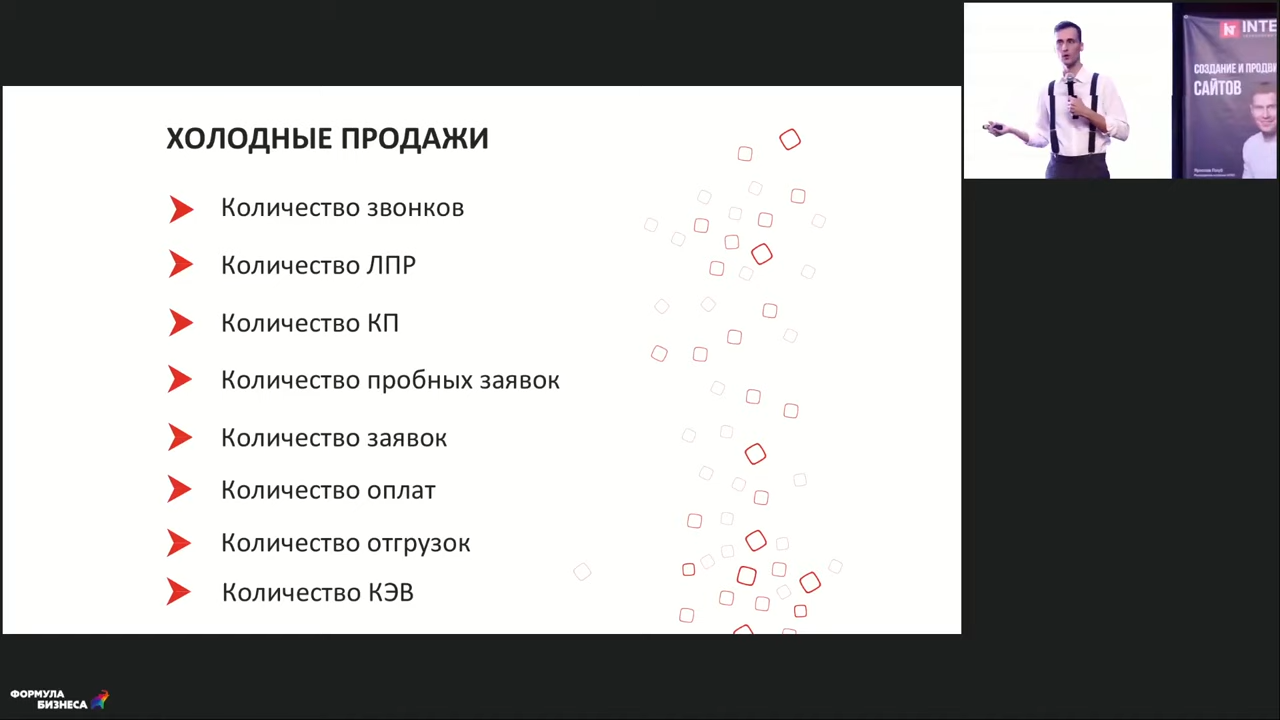 ХОЛОДНЫЕ ПРОДАЖИ
Количество звонков
Количество ЛПР
Количество КП
Количество пробных заявок
Количество заявок
Количество оплат
Количество отгрузок
Количество КЭВ
INTE
СОЗДАНИЕ И ПРОДВИ
САЙТОВ
ФОРМУЛА
БИЗНЕСА